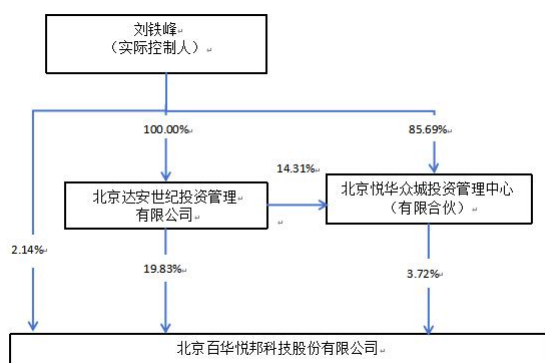 刘铁峰
（实际控制人）
100.00%
85.69%
14.31%
北京达安世纪投资管理
有限公司
北京悦华众城投资管理中心
（有限合伙）
2.14%
19.83%
3.72%
北京百华悦邦科技股份有限公司